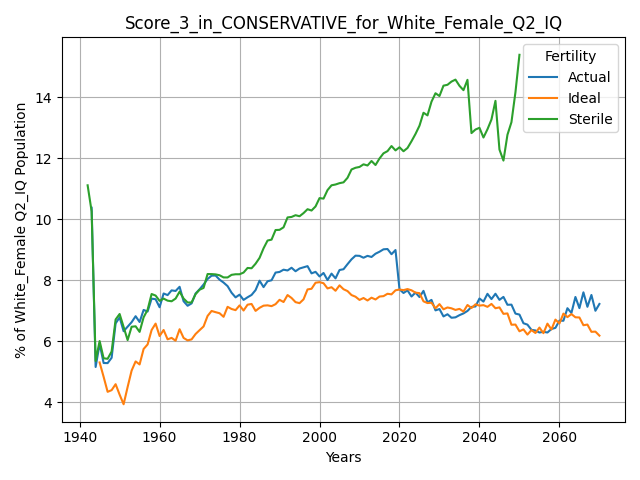 Score_3_in_CONSERVATIVE_for_White_Female_Q2_IQ
% of White_Female Q2_IQ Population
14
12
10
8
6
4
Fertility
Actual
Ideal
Sterile
1940
1960
1980
2000
2020
2040
2060
Years